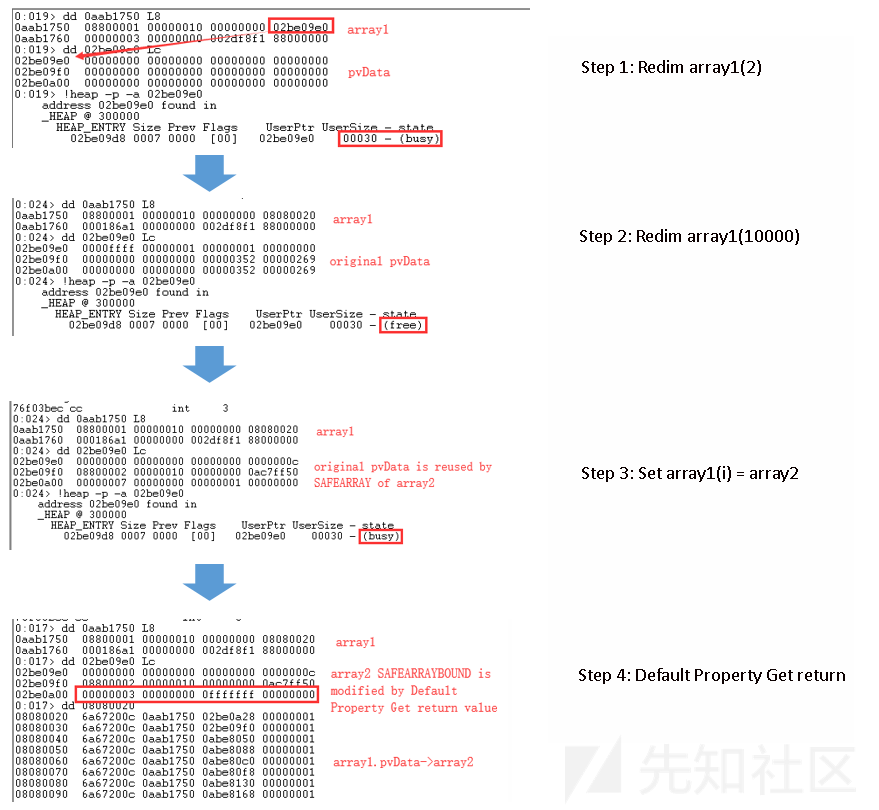 0:019> dd 0aab1750 L8
0aab1750 08800001 00000010 00000000 02be09e0
0aab1760 00000003 00000000 002df8f1 88000000
array1
0:019> dd 02be09e0 Lc
02be09e0 00000000 00000000 00000000 00000000
02be09f0 00000000 00000000 00000000 00000000
02be0a00 00000000 00000000 00000000 00000000
pvData
0:019> !heap -p -a 02be09e0
address 02be09e0 found in
_HEAP @ 300000
HEAP_ENTRY Size Prev Flags UserPtr UserSize - state
02be09d8 0007 0000 [00] 02be09e0 00030 - (busy)
Step 1: Redim array1(2)
0:024> dd 0aab1750 L8
0aab1750 08800001 00000010 00000000 08080020
0aab1760 000186a1 00000000 002df8f1 88000000
array1
0:024> dd 02be09e0 Lc
02be09e0 0000ffff 00000001 00000001 00000000
02be09f0 00000000 00000000 00000352 00000269
02be0a00 00000000 00000000 00000352 00000269
original pvData
0:024> !heap -p -a 02be09e0
address 02be09e0 found in
_HEAP @ 300000
HEAP_ENTRY Size Prev Flags UserPtr UserSize - state
02be09d8 0007 0000 [00] 02be09e0 00030 - (free)
Step 2: Redim array1(10000)
76f03bec cc int 3
0:024> dd 0aab1750 L8
0aab1750 08800001 00000010 00000000 08080020
0aab1760 000186a1 00000000 002df8f1 88000000
array1
0:024> dd 02be09e0 Lc
02be09e0 00000000 00000000 00000000 0000000c
02be09f0 08800002 00000010 00000000 0ac7ff50
02be0a00 00000007 00000000 00000001 00000000
original pvData is reused by
SAFEARRAY of array2
0:024> !heap -p -a 02be09e0
address 02be09e0 found in
_HEAP @ 300000
HEAP_ENTRY Size Prev Flags UserPtr UserSize - state
02be09d8 0007 0000 [00] 02be09e0 00030 - (busy)
Step 3: Set array1(i) = array2
0:017> dd 0aab1750 L8
0aab1750 08800001 00000010 00000000 08080020
0aab1760 000186a1 00000000 002df8f1 88000000
array1
0:017> dd 02be09e0 Lc
02be09e0 00000000 00000000 00000000 0000000c
02be09f0 08800002 00000010 00000000 0ac7ff50
02be0a00 00000003 00000000 0fffffff 00000000
array2 SAFEARRAYBOUND is
modified by Default
Property Get return value
0:017> dd 08080020
08080020 6a67200c 0aab1750 02be0a28 00000001
08080030 6a67200c 0aab1750 02be09f0 00000001
08080040 6a67200c 0aab1750 0abe8050 00000001
08080050 6a67200c 0aab1750 0abe8088 00000001
08080060 6a67200c 0aab1750 0abe80c0 00000001
08080070 6a67200c 0aab1750 0abe80f8 00000001
08080080 6a67200c 0aab1750 0abe8130 00000001
08080090 6a67200c 0aab1750 0abe8168 00000001
array1.pvData->array2
Step 4: Default Property Get return
先知社区